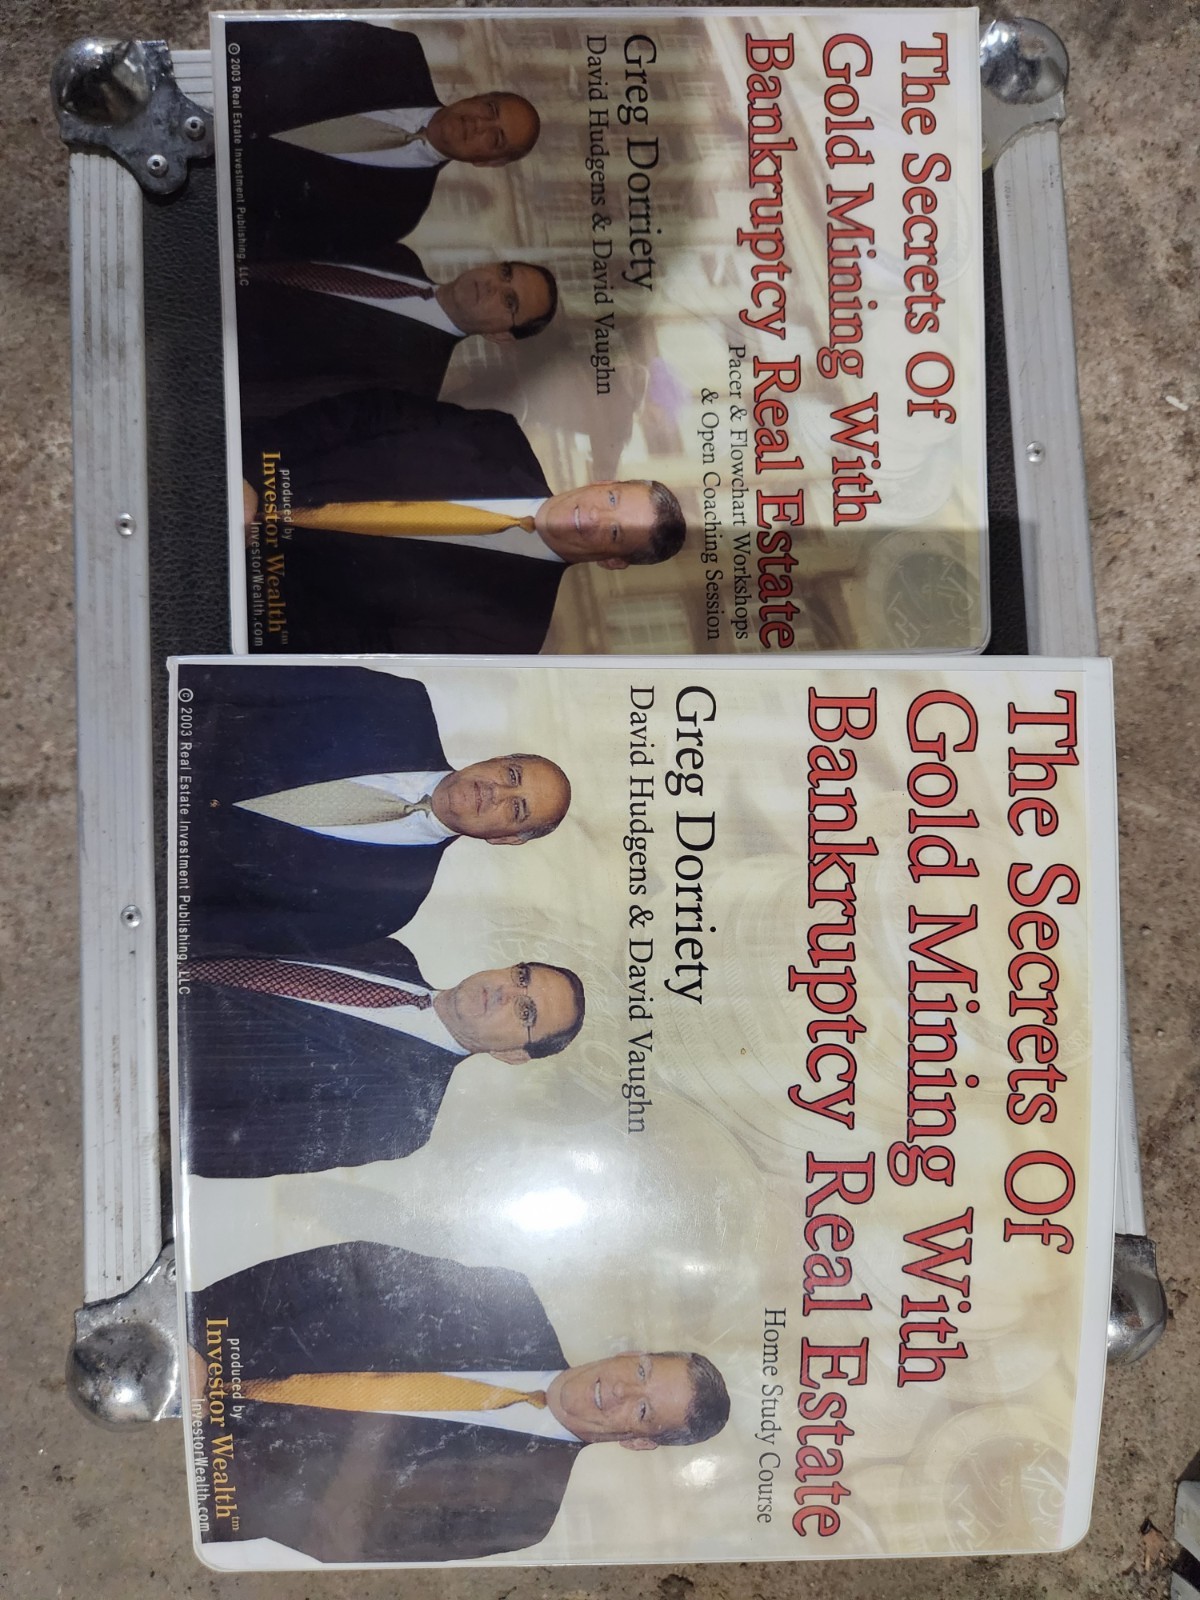 The Secrets Of
Gold Mining With
Bankruptcy Real Estate
Pacer & Flowchart Workshops
& Open Coaching Session
Greg Dorriety
David Hudgens & David Vaughn
produced by
Investor Wealth™
InvestorWealth.com
© 2003 Real Estate Investment Publishing, LLC
The Secrets Of
Gold Mining With
Bankruptcy Real Estate
Home Study Course
Greg Dorriety
David Hudgens & David Vaughn
produced by
Investor Wealth™
InvestorWealth.com
© 2003 Real Estate Investment Publishing, LLC